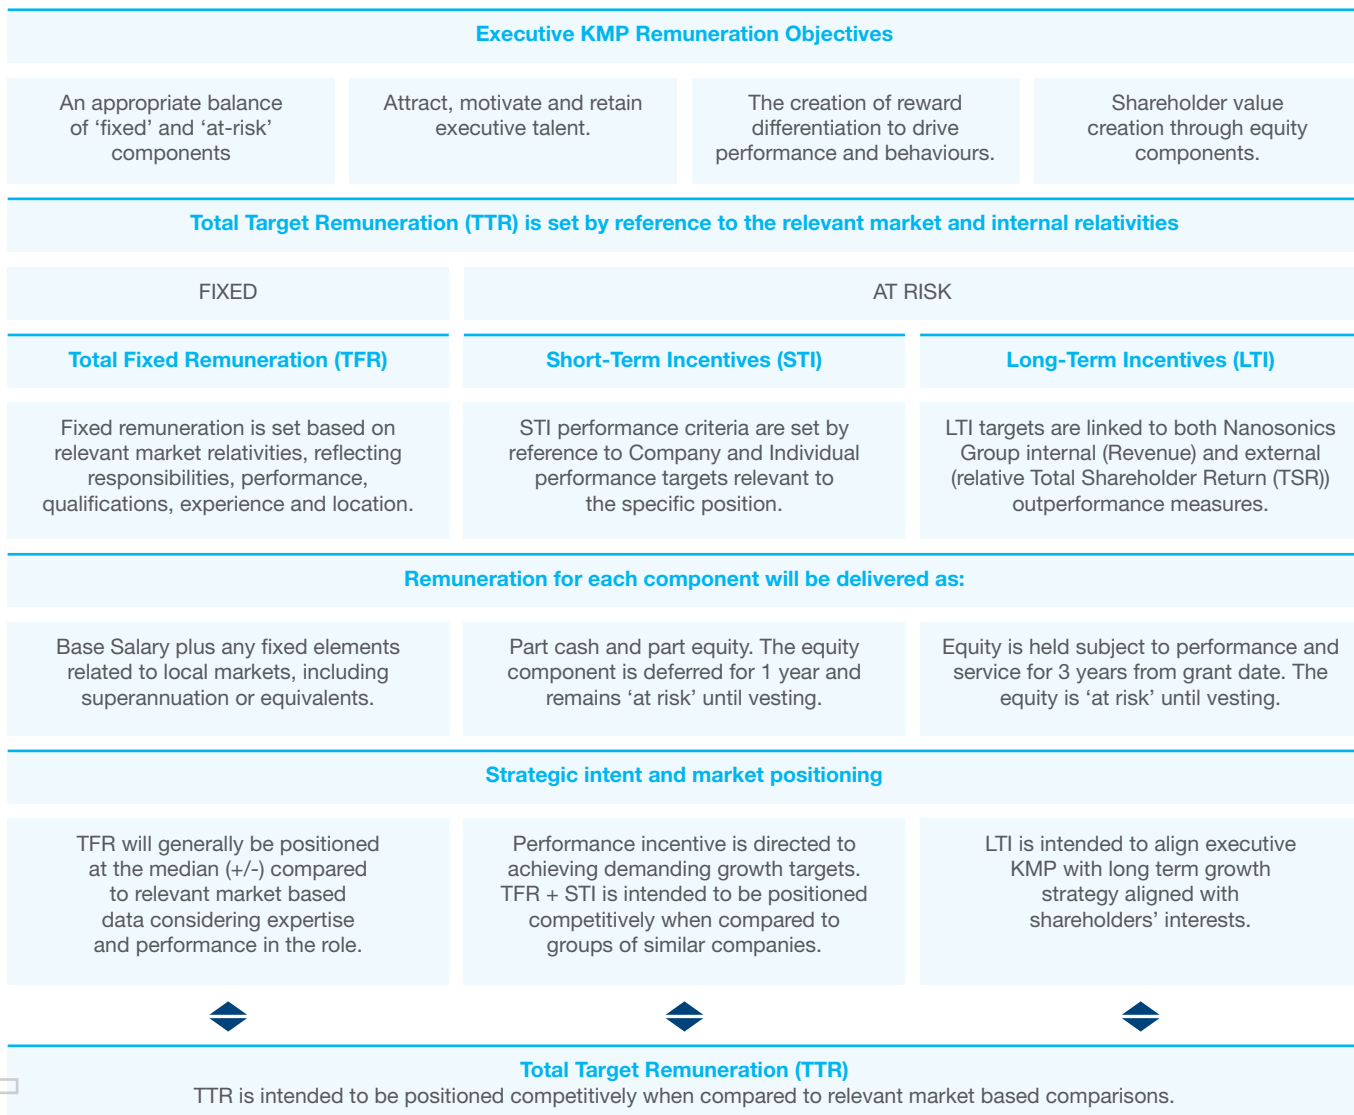 Executive KMP Remuneration Objectives
An appropriate balance
of ‘fixed’ and ‘at-risk’
components
Attract, motivate and retain
executive talent.
The creation of reward
differentiation to drive
performance and behaviours.
Shareholder value
creation through equity
components.
Total Target Remuneration (TTR) is set by reference to the relevant market and internal relativities
FIXED
AT RISK
Total Fixed Remuneration (TFR)
Short-Term Incentives (STI)
Long-Term Incentives (LTI)
Fixed remuneration is set based on
relevant market relativities, reflecting
responsibilities, performance,
qualifications, experience and location.
STI performance criteria are set by
reference to Company and Individual
performance targets relevant to
the specific position.
LTI targets are linked to both Nanosonics
Group internal (Revenue) and external
(relative Total Shareholder Return (TSR))
outperformance measures.
Remuneration for each component will be delivered as:
Base Salary plus any fixed elements
related to local markets, including
superannuation or equivalents.
Part cash and part equity. The equity
component is deferred for 1 year and
remains ‘at risk’ until vesting.
Equity is held subject to performance and
service for 3 years from grant date. The
equity is ‘at risk’ until vesting.
Strategic intent and market positioning
TFR will generally be positioned
at the median (+/-) compared
to relevant market based
data considering expertise
and performance in the role.
Performance incentive is directed to
achieving demanding growth targets.
TFR + STI is intended to be positioned
competitively when compared to
groups of similar companies.
LTI is intended to align executive
KMP with long term growth
strategy aligned with
shareholders’ interests.
Total Target Remuneration (TTR)
TTR is intended to be positioned competitively when compared to relevant market based comparisons.